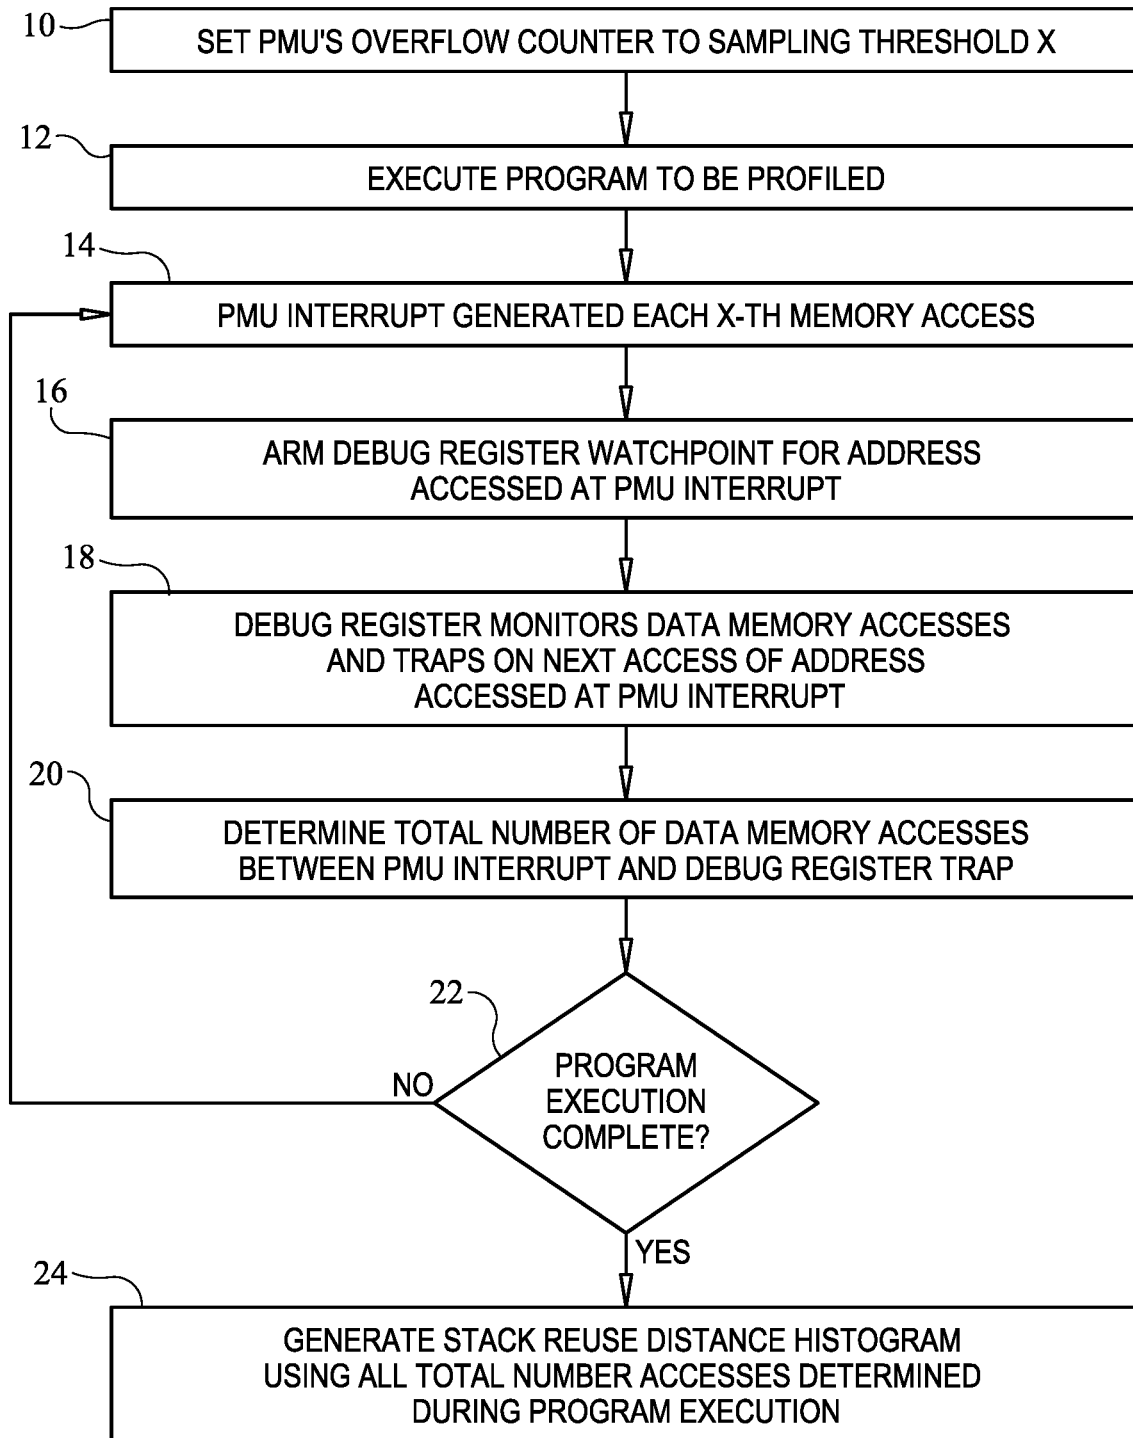 10
SET PMU'S OVERFLOW COUNTER TO SAMPLING THRESHOLD X
12
EXECUTE PROGRAM TO BE PROFILED
14
PMU INTERRUPT GENERATED EACH X-TH MEMORY ACCESS
16
ARM DEBUG REGISTER WATCHPOINT FOR ADDRESS
ACCESSED AT PMU INTERRUPT
18
DEBUG REGISTER MONITORS DATA MEMORY ACCESSES
AND TRAPS ON NEXT ACCESS OF ADDRESS
ACCESSED AT PMU INTERRUPT
20
DETERMINE TOTAL NUMBER OF DATA MEMORY ACCESSES
BETWEEN PMU INTERRUPT AND DEBUG REGISTER TRAP
22
PROGRAM
EXECUTION
COMPLETE?
NO
YES
24
GENERATE STACK REUSE DISTANCE HISTOGRAM
USING ALL TOTAL NUMBER ACCESSES DETERMINED
DURING PROGRAM EXECUTION